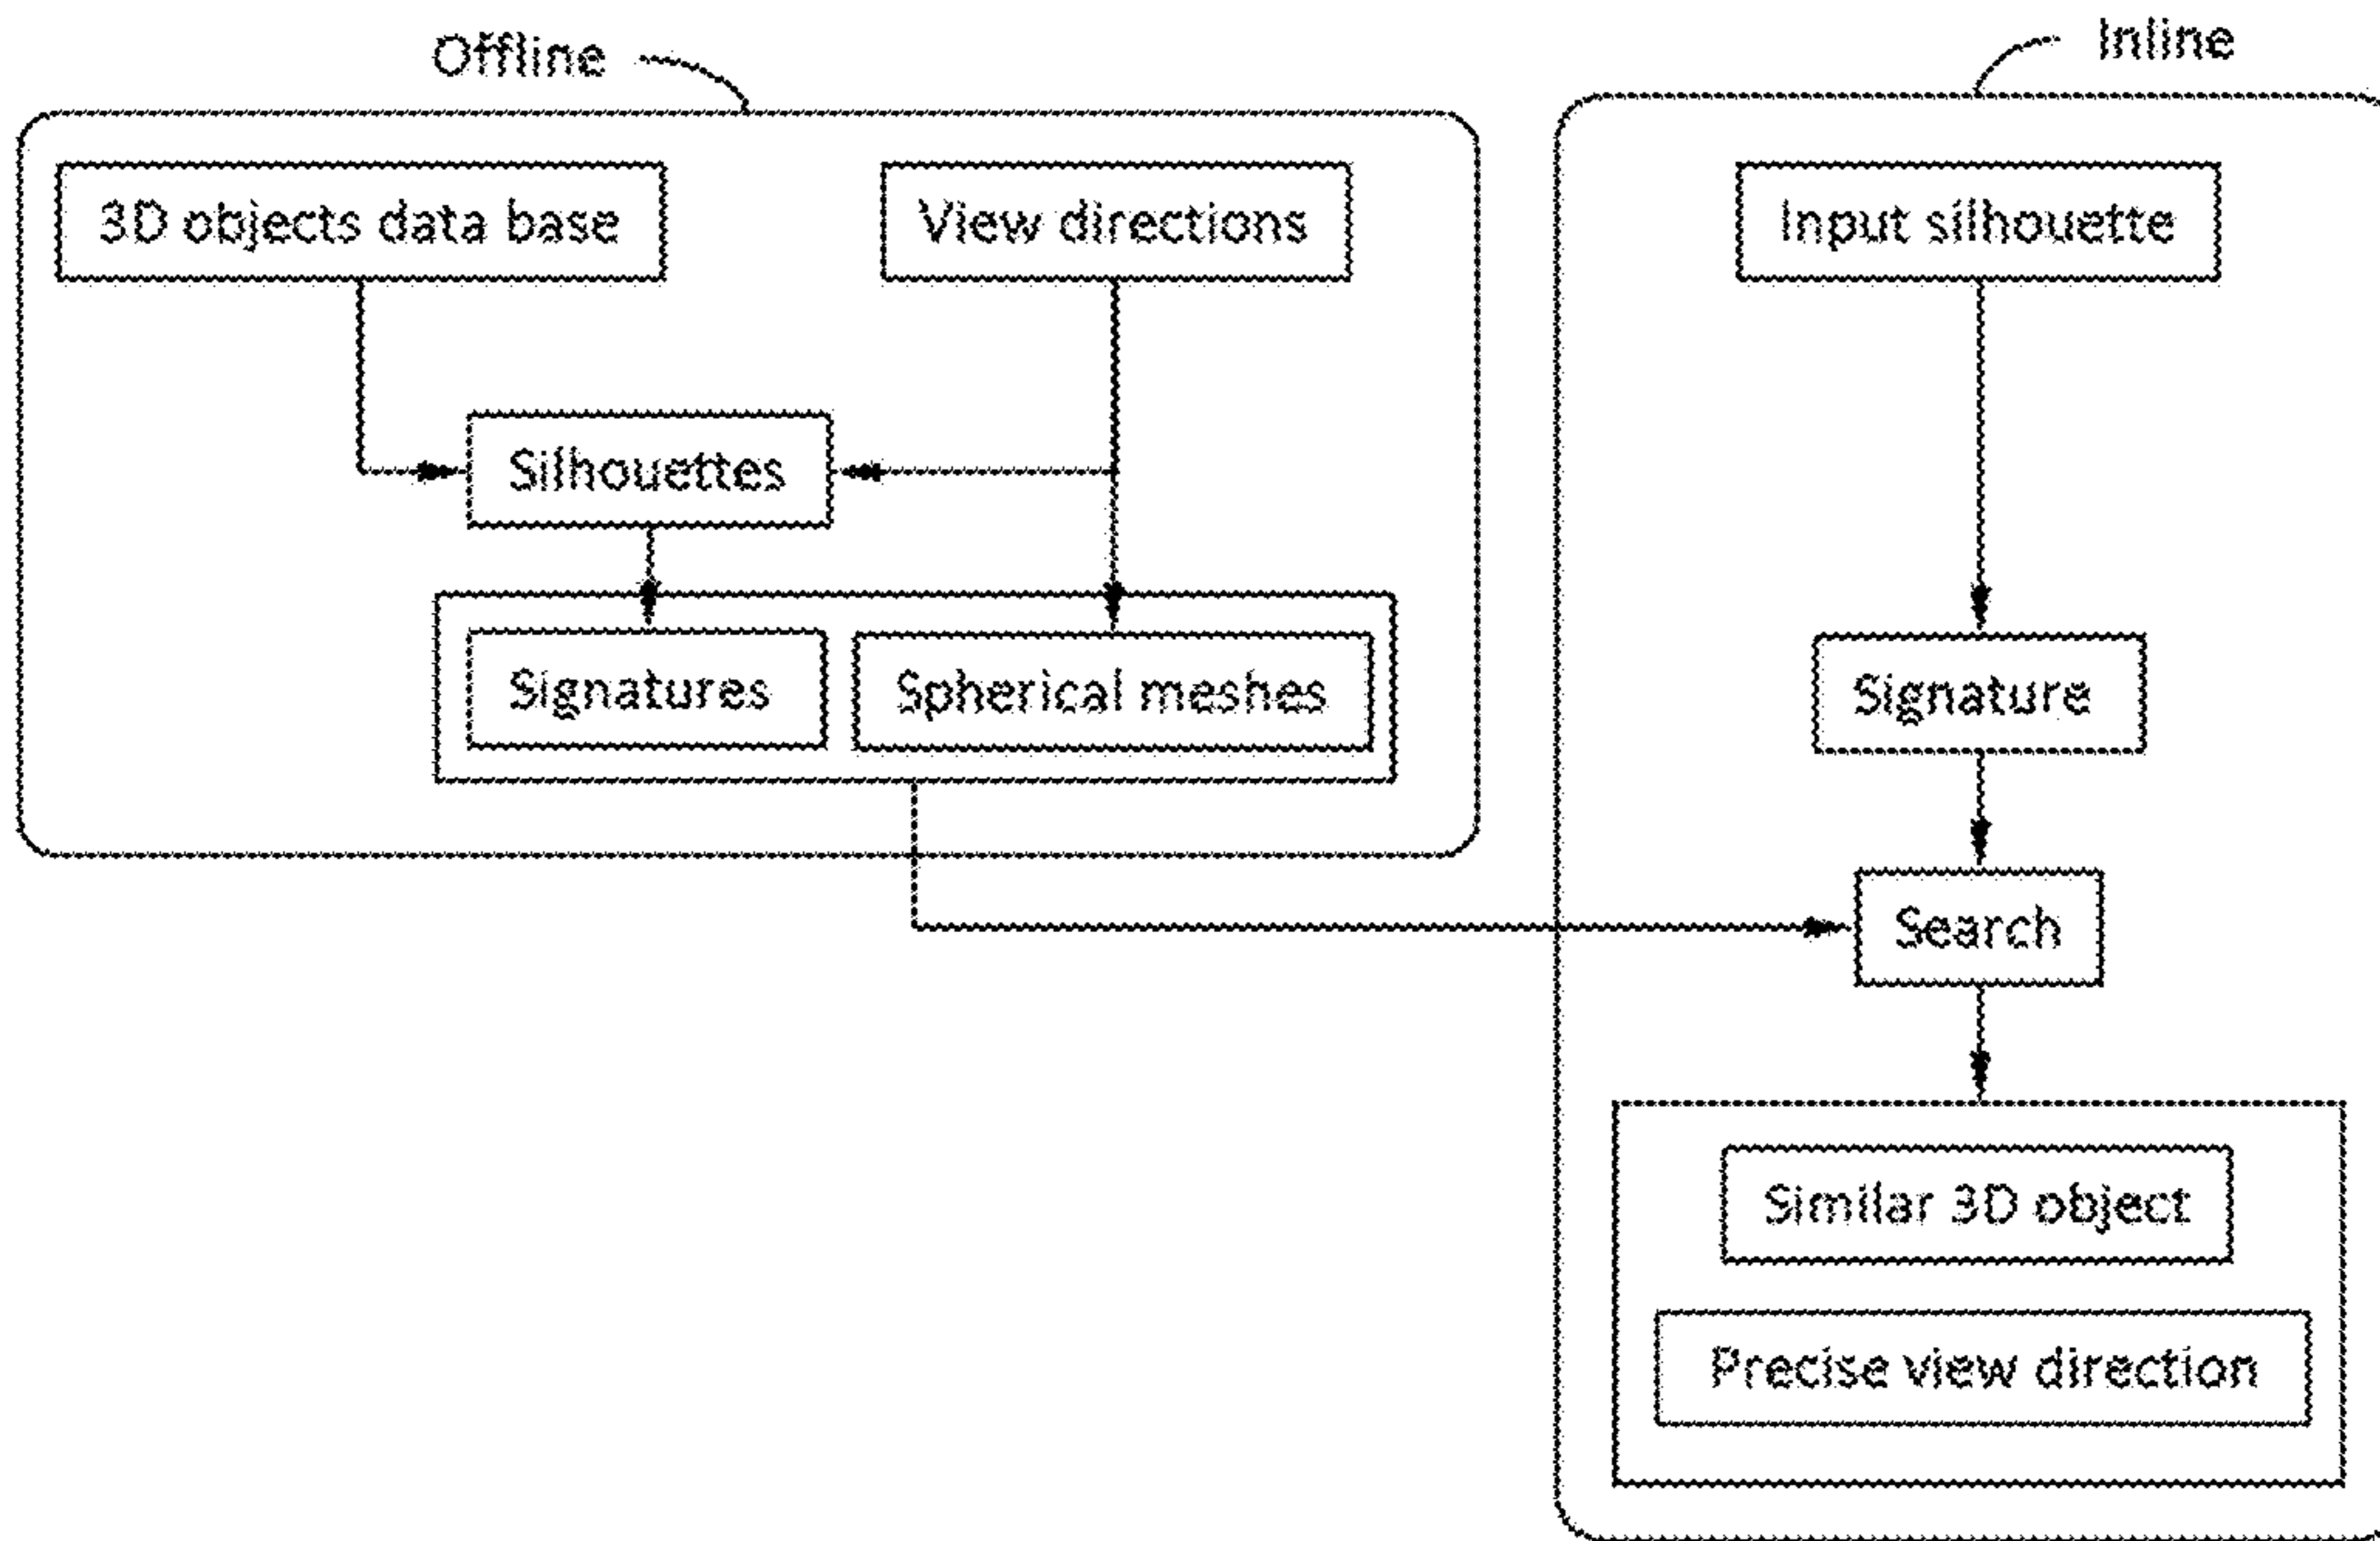 Offline
3D objects data base
View directions
Silhouettes
Signatures
Spherical meshes
Inline
Input silhouette
Signature
Search
Similar 3D object
Precise view direction